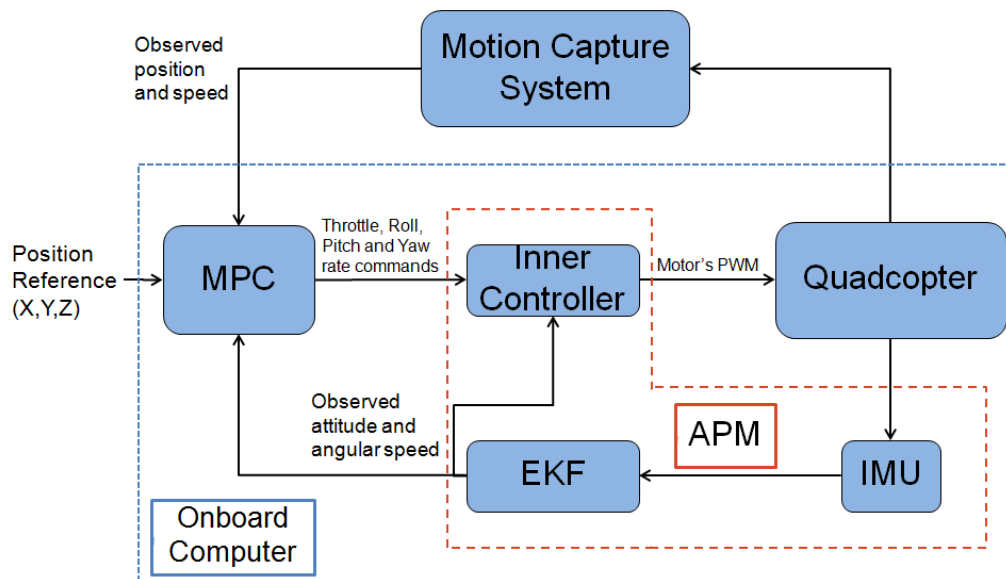 Observed
position
and speed
Motion Capture
System
Position
Reference
(X,Y,Z)
MPC
Throttle, Roll,
Pitch and Yaw
rate commands
Inner
Controller
Motor's PWM
Quadcopter
Observed
attitude and
angular speed
EKF
APM
IMU
Onboard
Computer